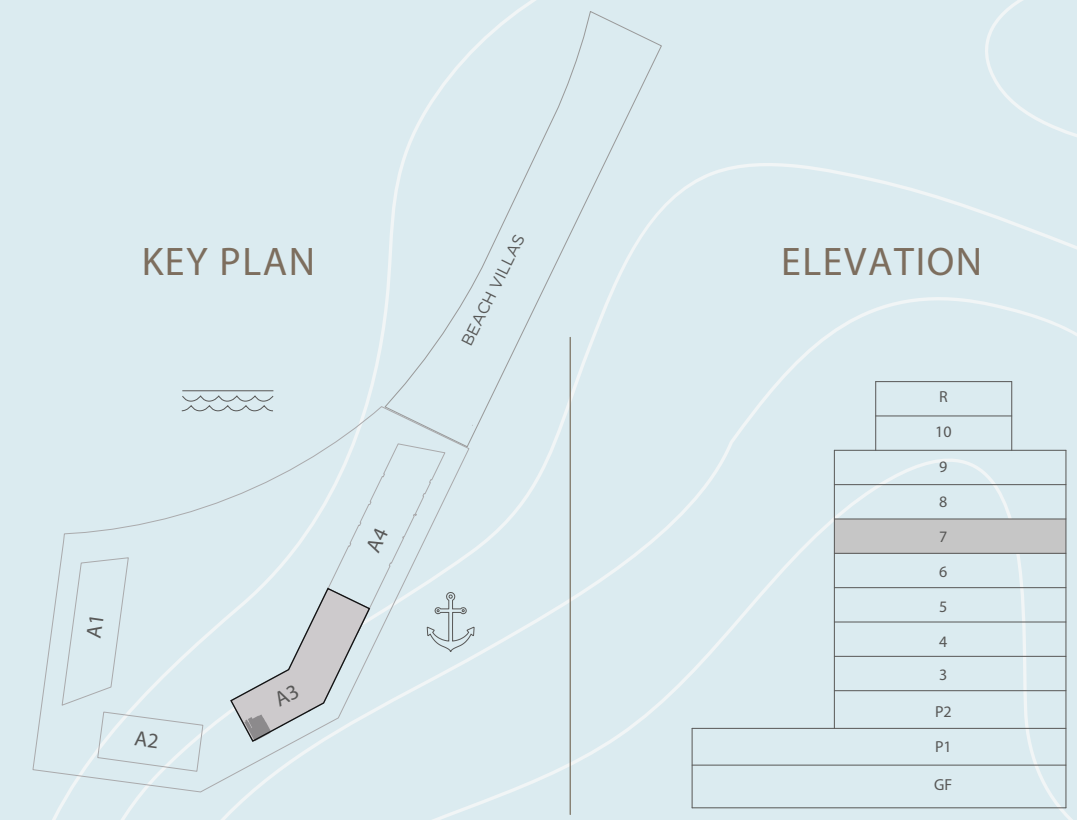 KEY PLAN
BEACH VILLAS
A4
A1
A3
A2
ELEVATION
R
10
9
8
7
6
5
4
3
P2
P1
GF